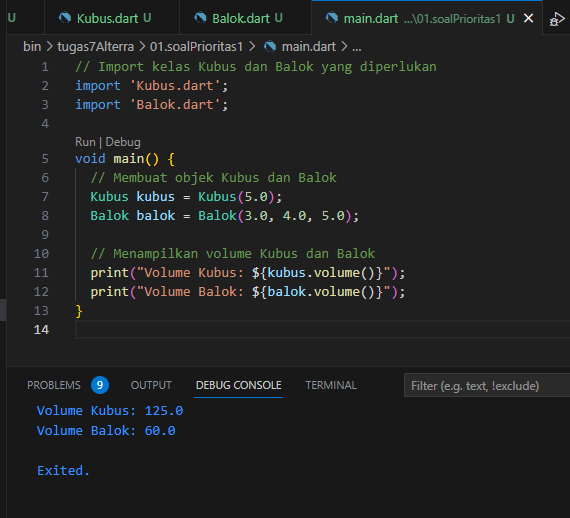 U Kubus.dart U Balok.dart U main.dart ...\01.soalPrioritas1 U
bin > tugas7Alterra > 01.soalPrioritas1 > main.dart > ...
1 // Import kelas Kubus dan Balok yang diperlukan
2 import 'Kubus.dart';
3 import 'Balok.dart';
4
Run | Debug
5 void main() {
6 // Membuat objek Kubus dan Balok
7 Kubus kubus = Kubus(5.0);
8 Balok balok = Balok(3.0, 4.0, 5.0);
9
10 // Menampilkan volume Kubus dan Balok
11 print("Volume Kubus: ${kubus.volume()}");
12 print("Volume Balok: ${balok.volume()}");
13 }
14
PROBLEMS 9 OUTPUT DEBUG CONSOLE TERMINAL Filter (e.g. text, !exclude)
Volume Kubus: 125.0
Volume Balok: 60.0
Exited.